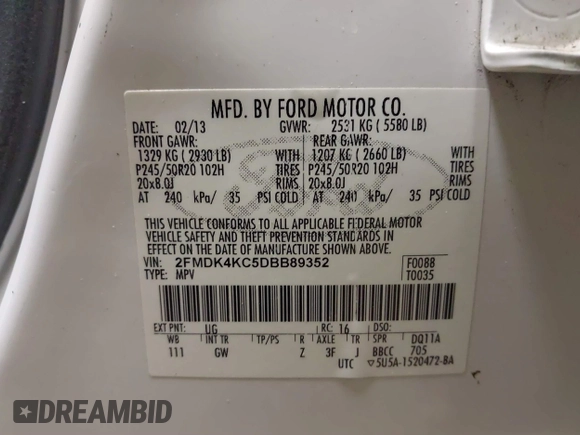 MFD. BY FORD MOTOR CO.
DATE: 02/13 GVWR: 2531 KG ( 5580 LB)
FRONT GAWR: REAR GAWR:
1329 KG ( 2930 LB) WITH 1207 KG ( 2660 LB) WITH
P245/50R20 102H TIRES P245/50R20 102H TIRES
20x8.0J RIMS 20x8.0J RIMS
AT 240 kPa/ 35 PSI COLD AT 240 kPa/ 35 PSI COLD
THIS VEHICLE CONFORMS TO ALL APPLICABLE FEDERAL MOTOR
VEHICLE SAFETY AND THEFT PREVENTION STANDARDS IN
EFFECT ON THE DATE OF MANUFACTURE SHOWN ABOVE.
VIN: 2FMDK4KC5DBB89352 F0088
TYPE: MPV T0035
EXT PNT: UG RC: 16 DSO:
WB INT TR TP/PS R AXLE TR SPR DQ11A
111 GW Z 3F J BBCC 705
UTC ▽5U5A-1520472-BA
Ford
DREAMBID.COM